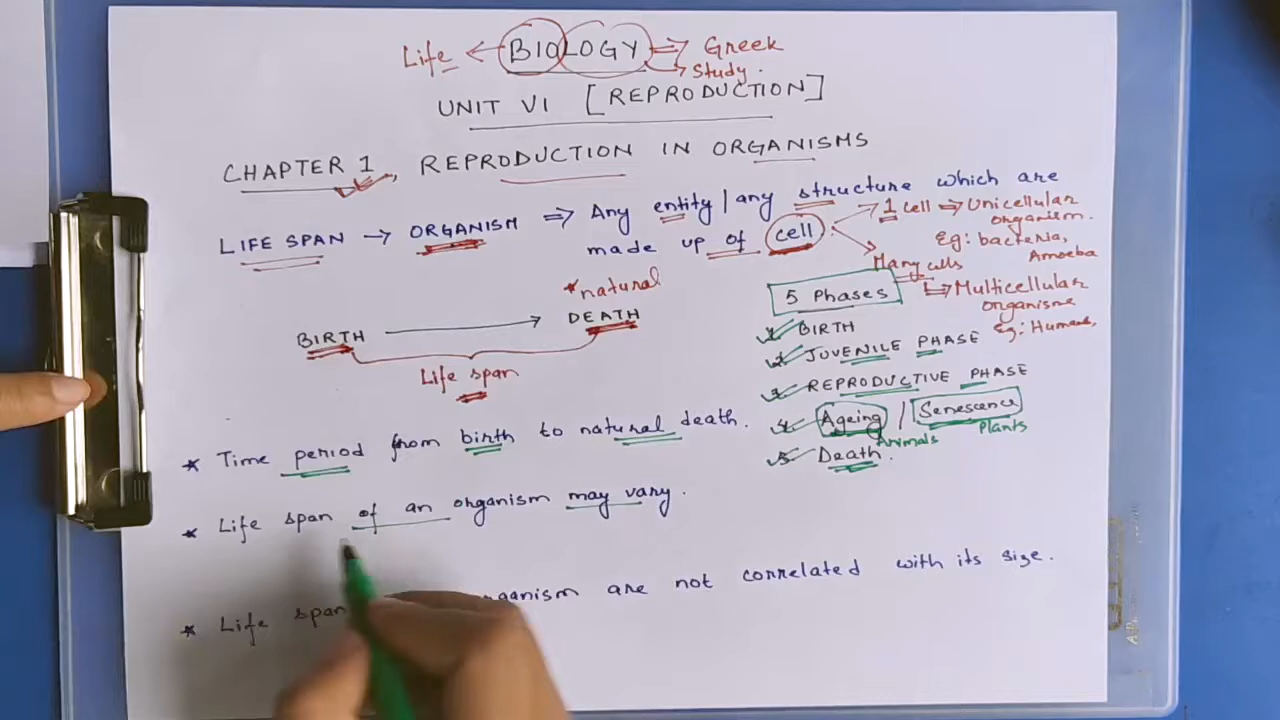 Life ← BIOLOGY ⇒ Greek
→ Study.
UNIT VI [REPRODUCTION]
CHAPTER 1, REPRODUCTION IN ORGANISMS
LIFE SPAN → ORGANISM ⇒ Any entity / any structure which are
made up of cell
1 cell ⇒ Unicellular
organism.
Eg: bacteria,
Amoeba
Many cells
⇒ Multicellular
organisms
Eg: Humans,
*natural
BIRTH → DEATH
Life span
5 Phases
BIRTH
JUVENILE PHASE
REPRODUCTIVE PHASE
Ageing / Senescence
Animals Plants
Death.
* Time period from birth to natural death.
* Life span of an organism may vary.
* Life span organism are not correlated with its size.